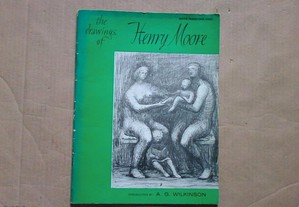 the
drawings
of
Henry Moore
A. G. WILKINSON